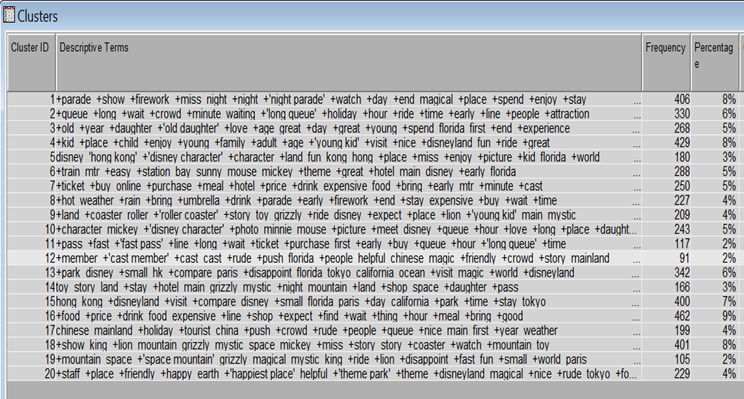 Clusters
Cluster ID Descriptive Terms Frequency Percentag
e
1 +parade +show +firework +miss night +night +'night parade' +watch +day +end magical +place +spend +enjoy +stay ... 406 8%
2 +queue +long +wait +crowd +minute waiting +'long queue' +holiday +hour +ride +time +early +line +people +attraction 330 6%
3 +old +year +daughter +'old daughter' +love +age great +day +great +young +spend florida first +end +experience 268 5%
4 +kid +place +child +enjoy +young +family +adult +age +'young kid' +visit +nice +disneyland fun +ride +great ... 429 8%
5 disney 'hong kong' +'disney character' +character +land fun kong hong +place +miss +enjoy +picture +kid florida +world 180 3%
6 +train mtr +easy +station bay sunny mouse mickey +theme +great +hotel main disney +early florida ... 288 5%
7 +ticket +buy online +purchase +meal +hotel +price +drink expensive food +bring +early mtr +minute +cast ... 250 5%
8 +hot weather +rain +bring +umbrella +drink +parade +early +firework +end +stay expensive +buy +wait +time ... 227 4%
9 +land +coaster roller +'roller coaster' +story toy grizzly +ride disney +expect +place +lion +'young kid' main mystic 209 4%
10 +character mickey +'disney character' +photo minnie mouse +picture +meet disney +queue +hour +love +long +place +daught... 243 5%
11 +pass +fast +'fast pass' +line +long +wait +ticket +purchase first +early +buy +queue +hour +'long queue' +time ... 117 2%
12 +member +'cast member' +cast cast +rude +push florida +people helpful chinese magic +friendly +crowd +story mainland ... 91 2%
13 +park disney +small hk +compare paris +disappoint florida tokyo california ocean +visit magic +world +disneyland ... 342 6%
14 toy story land +stay +hotel main grizzly mystic +night mountain +land +shop space +daughter +pass ... 166 3%
15 hong kong +disneyland +visit +compare disney +small florida paris +day california +park +time +stay tokyo ... 400 7%
16 +food +price +drink food expensive +line +shop +expect +find +wait +thing +hour +meal +bring +good ... 462 9%
17 chinese mainland +holiday +tourist china +push +crowd +rude +people +queue +nice main first +year weather ... 199 4%
18 +show king +lion mountain grizzly space mickey +miss +story story +coaster +watch +mountain toy ... 401 8%
19 +mountain space +'space mountain' grizzly magical mystic king +ride +lion +disappoint +fast fun +small +world paris ... 105 2%
20 +staff +place +friendly +happy earth +'happiest place' helpful +'theme park' +theme +disneyland magical +nice +rude tokyo +fo... 229 4%